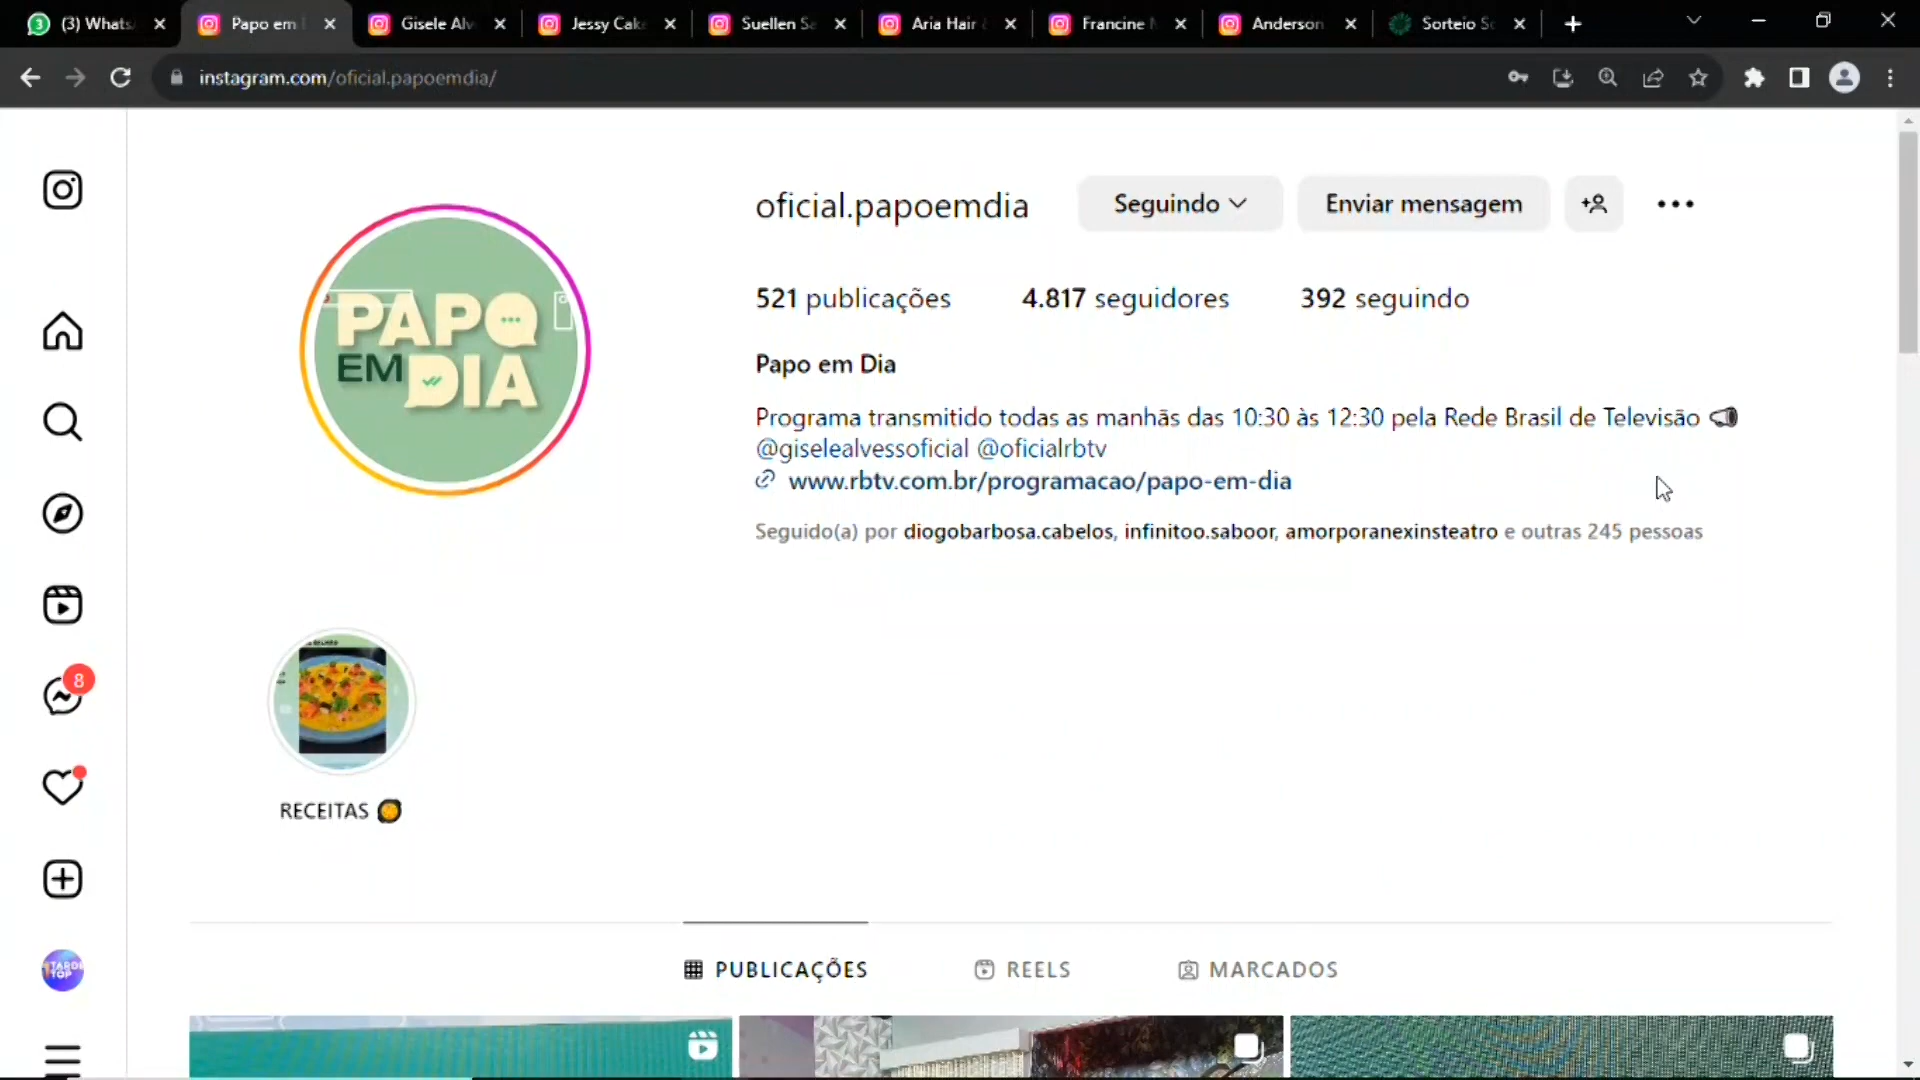 (3) Whats
Papo em
Gisele Alv
Jessy Cak
Suellen S
Aria Hair
Francine
Anderson
Sorteio S
instagram.com/oficial.papoemdia/
oficial.papoemdia
Seguindo
Enviar mensagem
521 publicações
4.817 seguidores
392 seguindo
PAPO
EM DIA
Papo em Dia
Programa transmitido todas as manhãs das 10:30 às 12:30 pela Rede Brasil de Televisão
@giselealvessoficial @oficialrbtv
www.rbtv.com.br/programacao/papo-em-dia
Seguido(a) por diogobarbosa.cabelos, infinitoo.saboor, amorporanexinsteatro e outras 245 pessoas
8
RECEITAS
TARDE
TOP
PUBLICAÇÕES
REELS
MARCADOS